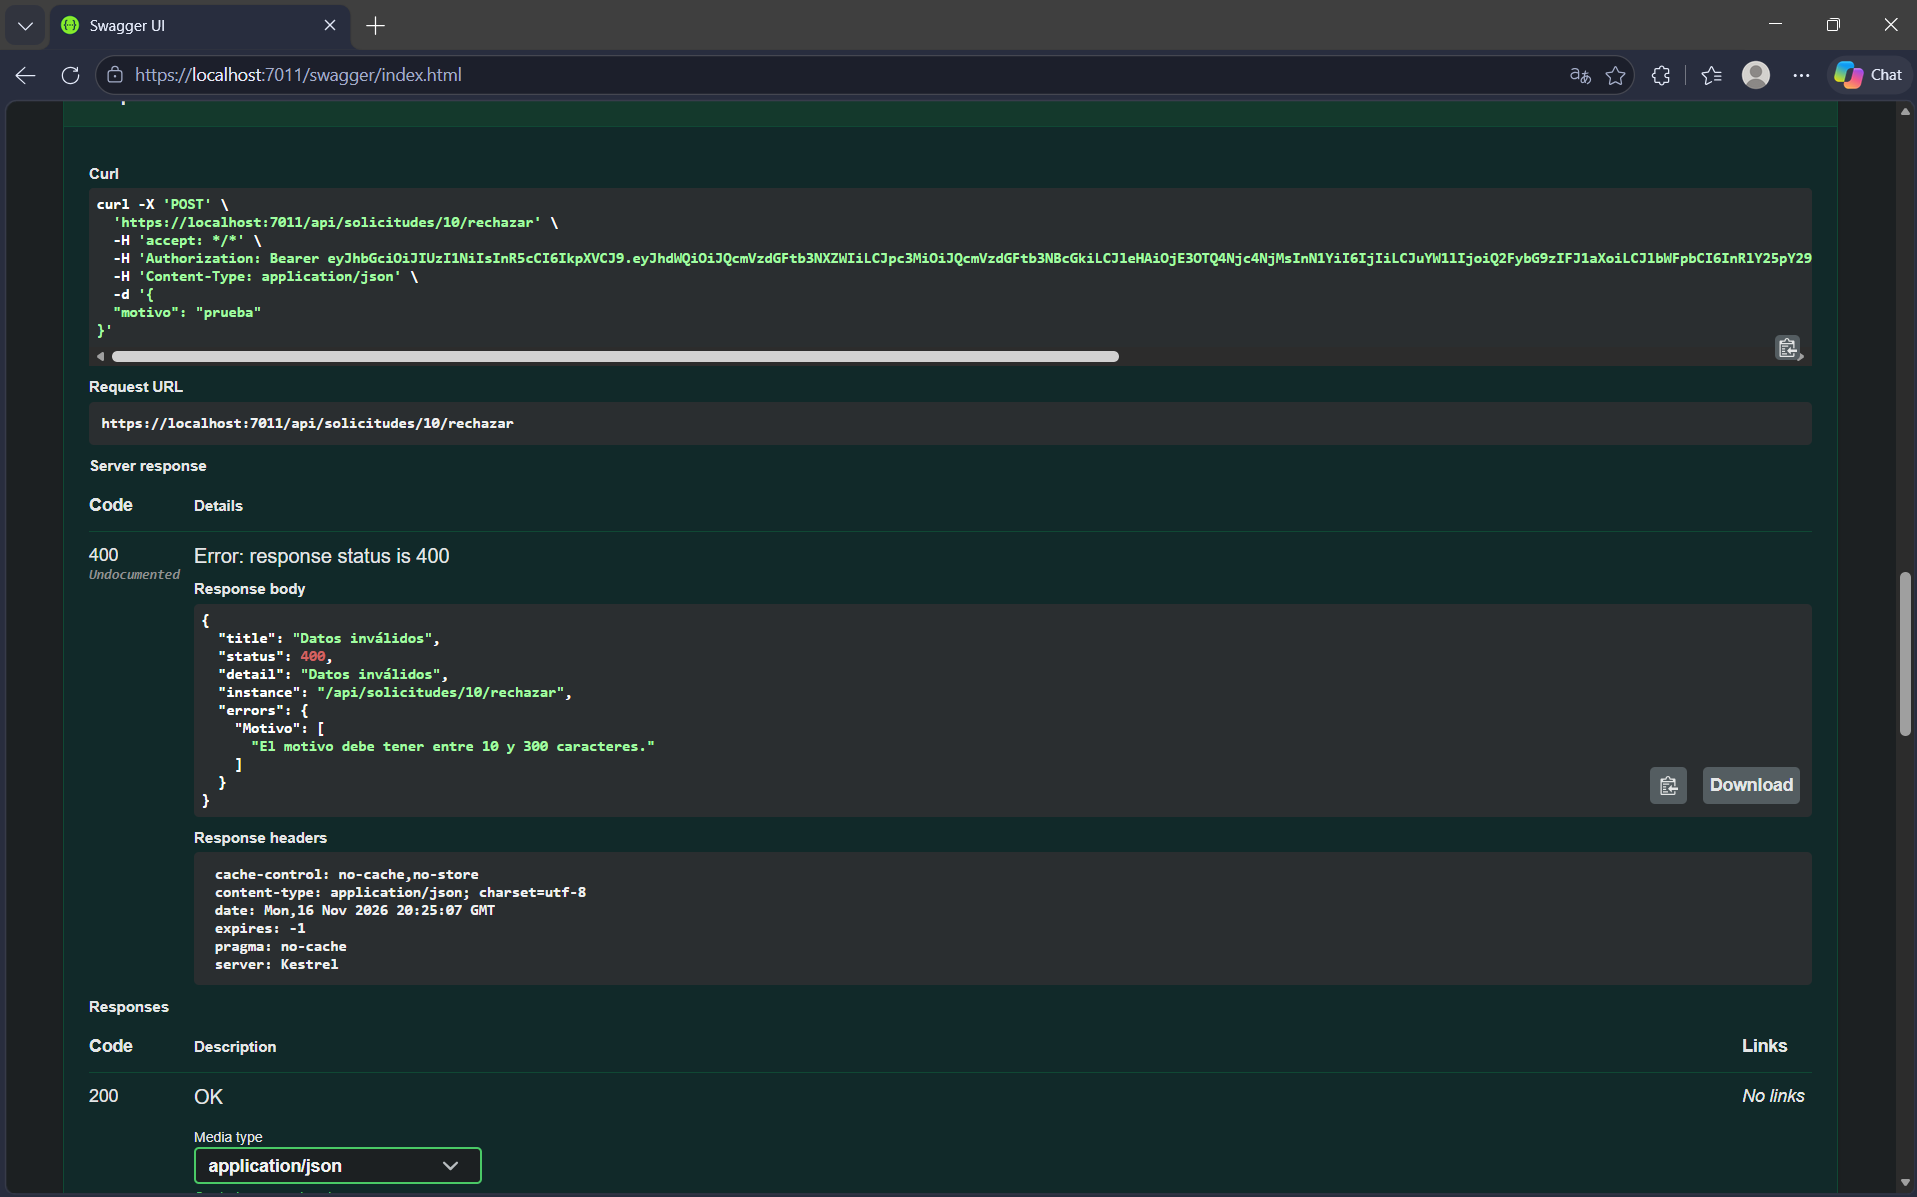 Swagger UI
https://localhost:7011/swagger/index.html
Chat
Curl
curl -X 'POST' \
'https://localhost:7011/api/solicitudes/10/rechazar' \
-H 'accept: */*' \
-H 'Authorization: Bearer eyJhbGciOiJIUzI1NiIsInR5cCI6IkpXVCJ9.eyJhdWQiOiJQcmVzdGFtb3NXZWIiLCJpc3MiOiJQcmVzdGFtb3NBcGkiLCJleHAiOjE3OTQ4Njc4NjMsInN1YiI6IjIiLCJuYW1lIjoiQ2FybG9zIFJ1aXoiLCJlbWFpbCI6InRlY25pY29
-H 'Content-Type: application/json' \
-d '{
"motivo": "prueba"
}'
Request URL
https://localhost:7011/api/solicitudes/10/rechazar
Server response
Code Details
400 Error: response status is 400
Undocumented
Response body
{
"title": "Datos inválidos",
"status": 400,
"detail": "Datos inválidos",
"instance": "/api/solicitudes/10/rechazar",
"errors": {
"Motivo": [
"El motivo debe tener entre 10 y 300 caracteres."
]
}
}
Download
Response headers
cache-control: no-cache,no-store
content-type: application/json; charset=utf-8
date: Mon,16 Nov 2026 20:25:07 GMT
expires: -1
pragma: no-cache
server: Kestrel
Responses
Code Description Links
200 OK No links
Media type
application/json